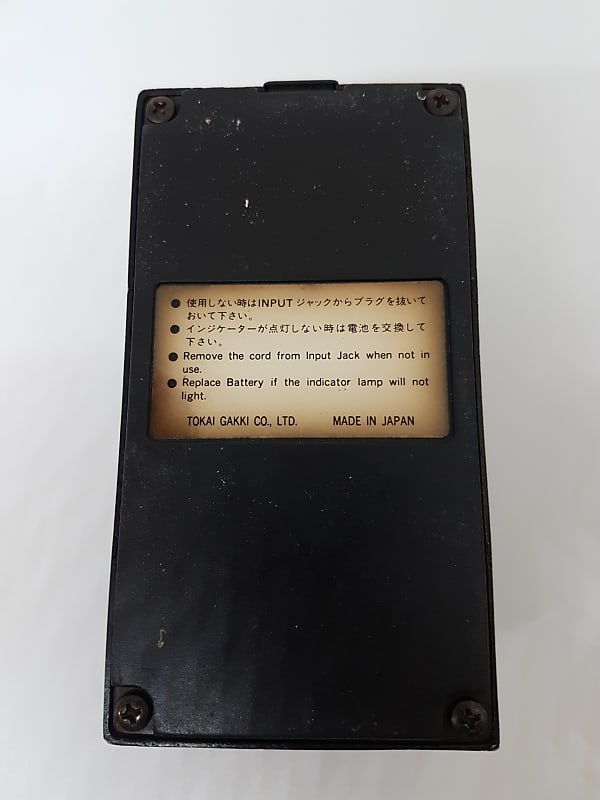 ● 使用しない時はINPUT ジャックからプラグを抜いて
おいて下さい。
● インジケーターが点灯しない時は電池を交換して
下さい。
● Remove the cord from Input Jack when not in
use.
● Replace Battery if the indicator lamp will not
light.
TOKAI GAKKI CO., LTD. MADE IN JAPAN